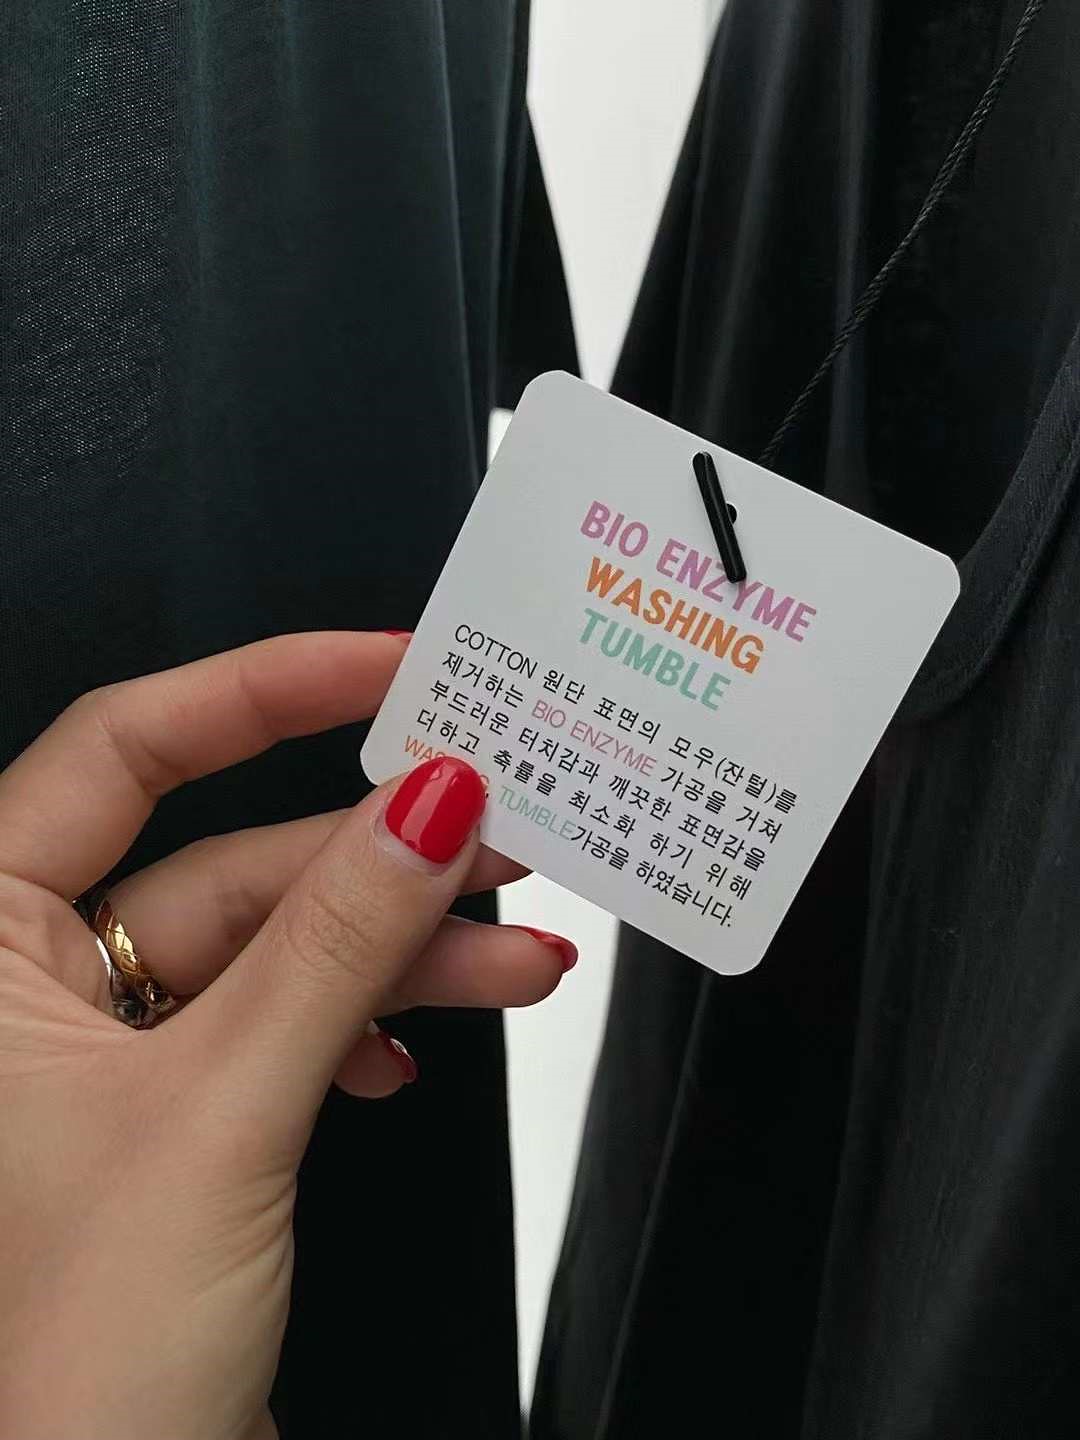 BIO ENZYME
WASHING
TUMBLE
COTTON 원단 표면의 모우(잔털)를
제거하는 BIO ENZYME 가공을 거쳐
부드러운 터치감과 깨끗한 표면감을
더하고 축률을 최소화 하기 위해
TUMBLE가공을 하였습니다.